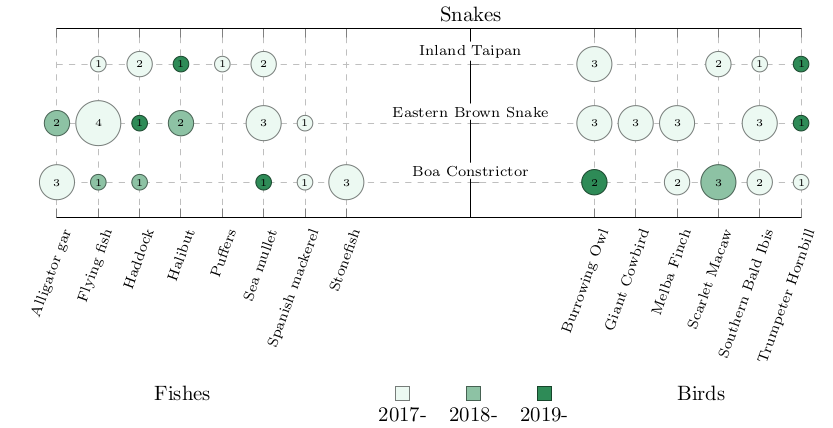 Snakes
Inland Taipan
1 2 1 1 2 3 2 1 1
Eastern Brown Snake
2 4 1 2 3 1 3 3 3 3 1
Boa Constrictor
3 1 1 1 1 3 2 2 3 2 1
Alligator gar
Flying fish
Haddock
Halibut
Puffers
Sea mullet
Spanish mackerel
Stonefish
Burrowing Owl
Giant Cowbird
Melba Finch
Scarlet Macaw
Southern Bald Ibis
Trumpeter Hornbill
Fishes
Birds
2017- 2018- 2019-